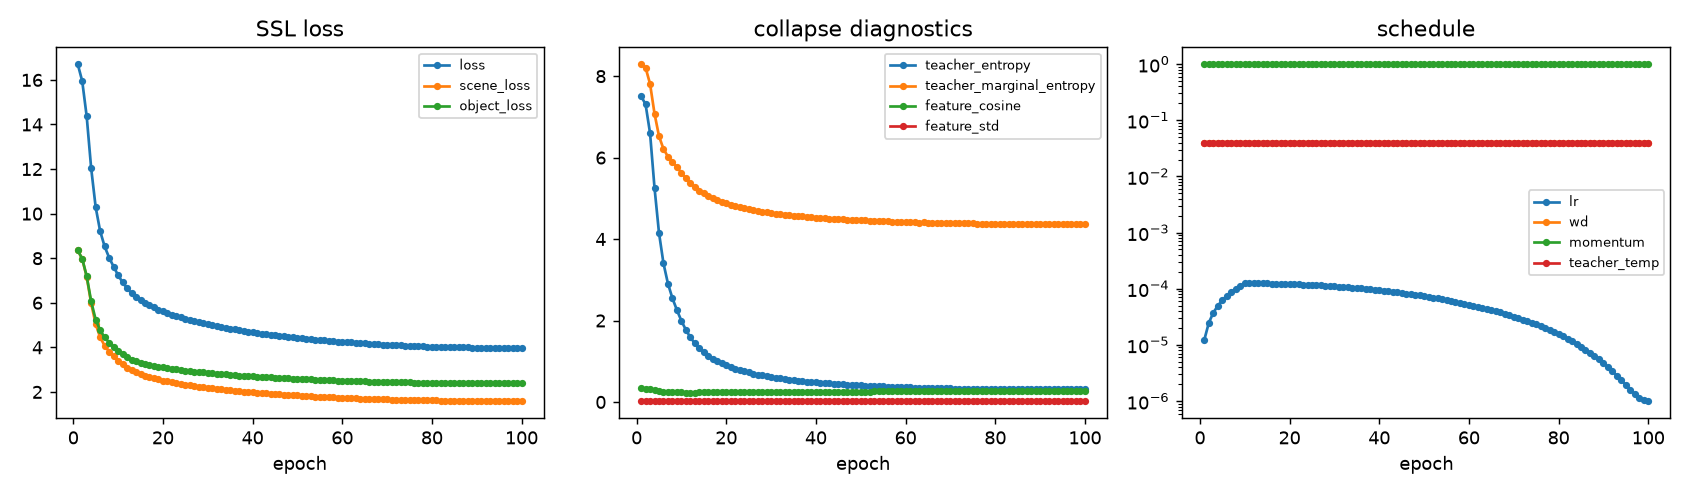 SSL loss
loss
scene_loss
object_loss
16
14
12
10
8
6
4
2
0
20
40
60
80
100
epoch
collapse diagnostics
teacher_entropy
teacher_marginal_entropy
feature_cosine
feature_std
8
6
4
2
0
0
20
40
60
80
100
epoch
schedule
10⁰
10⁻¹
10⁻²
10⁻³
10⁻⁴
10⁻⁵
10⁻⁶
lr
wd
momentum
teacher_temp
0
20
40
60
80
100
epoch